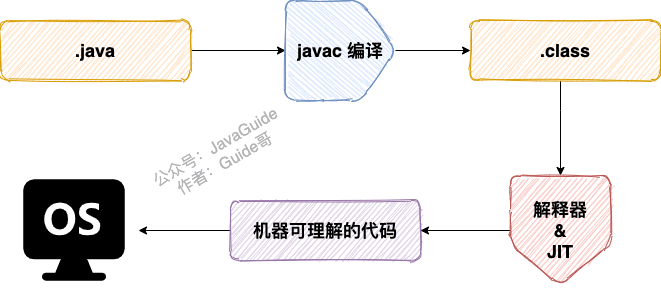 .java
javac 编译
.class
公众号：JavaGuide
作者：Guide哥
OS
机器可理解的代码
解释器
&
JIT